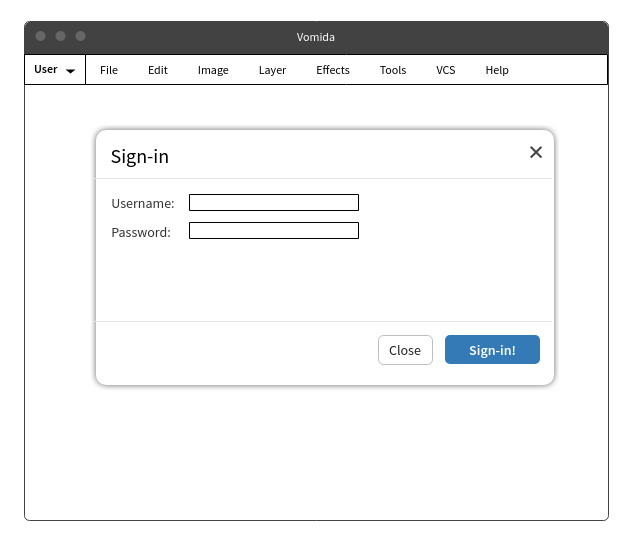 Vomida
User File Edit Image Layer Effects Tools VCS Help
Sign-in
Username:
Password:
Close Sign-in!